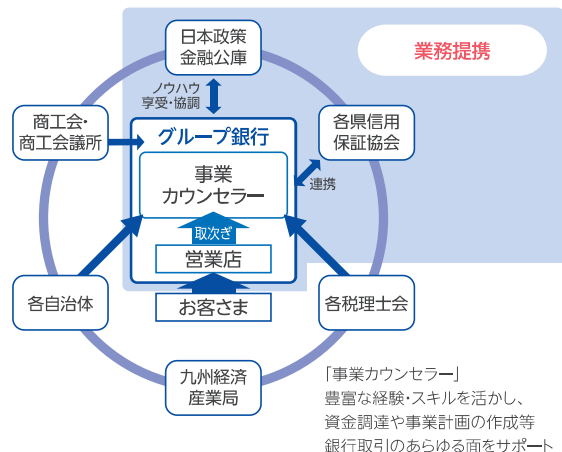 日本政策
金融公庫
業務提携
ノウハウ
享受・協調
商工会・
商工会議所
グループ銀行
各県信用
保証協会
事業
カウンセラー
連携
取次ぎ
営業店
各自治体
お客さま
各税理士会
九州経済
産業局
「事業カウンセラー」
豊富な経験・スキルを活かし、
資金調達や事業計画の作成等
銀行取引のあらゆる面をサポート